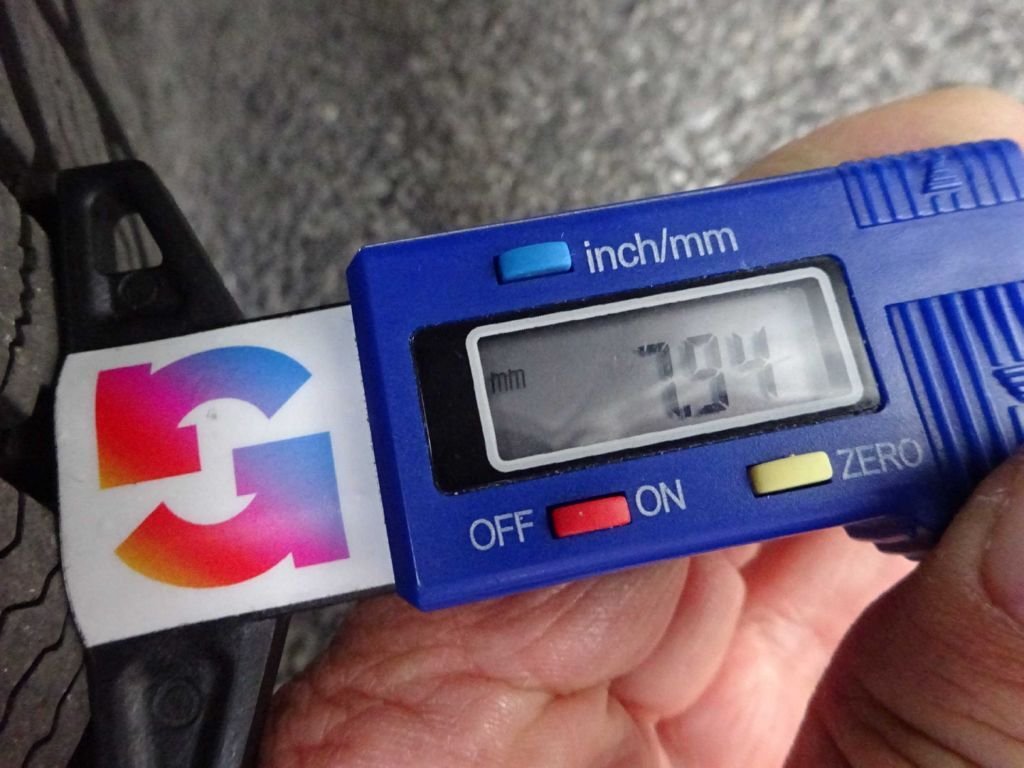 inch/mm
mm 7.94
OFF ON
ZERO